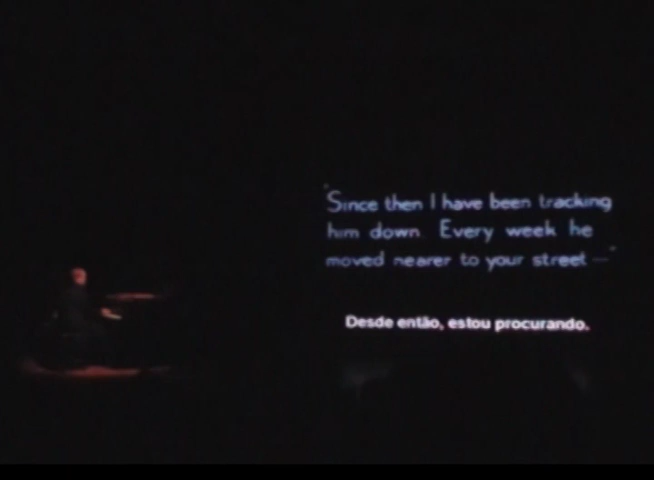 "Since then I have been tracking
him down. Every week he
moved nearer to your street —"
Desde então, estou procurando.